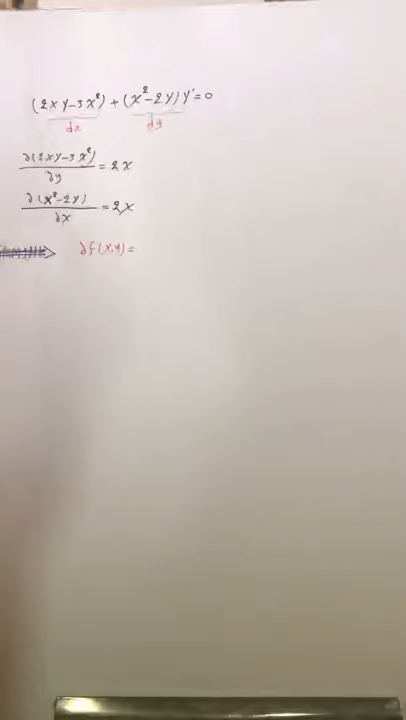 (2xy-3x²)+(x²-2y)y'=0
dx dy
∂(2xy-3x²)/∂y=2x
∂(x²-2y)/∂x=2x
∂f(x,y)=